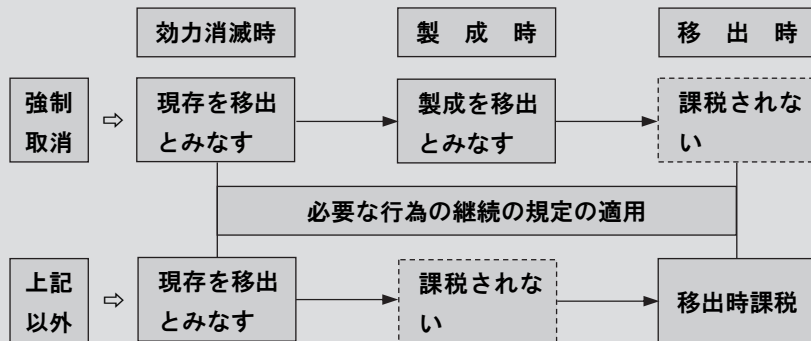 効力消滅時
製成時
移出時
強制
取消
⇨
現存を移出
とみなす
製成を移出
とみなす
課税されな
い
必要な行為の継続の規定の適用
上記
以外
⇨
現存を移出
とみなす
課税されな
い
移出時課税